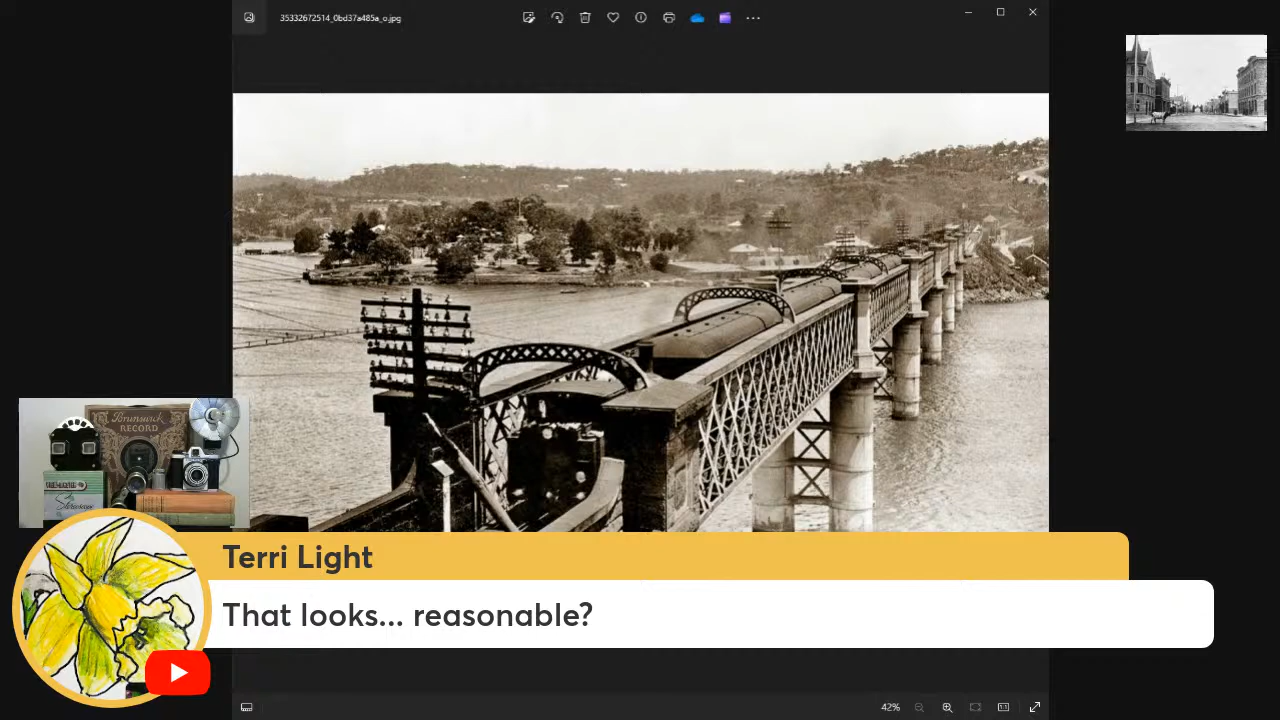 35332672514_0bd37a485a_o.jpg
Brunswick
RECORD
Terri Light
That looks... reasonable?
42%